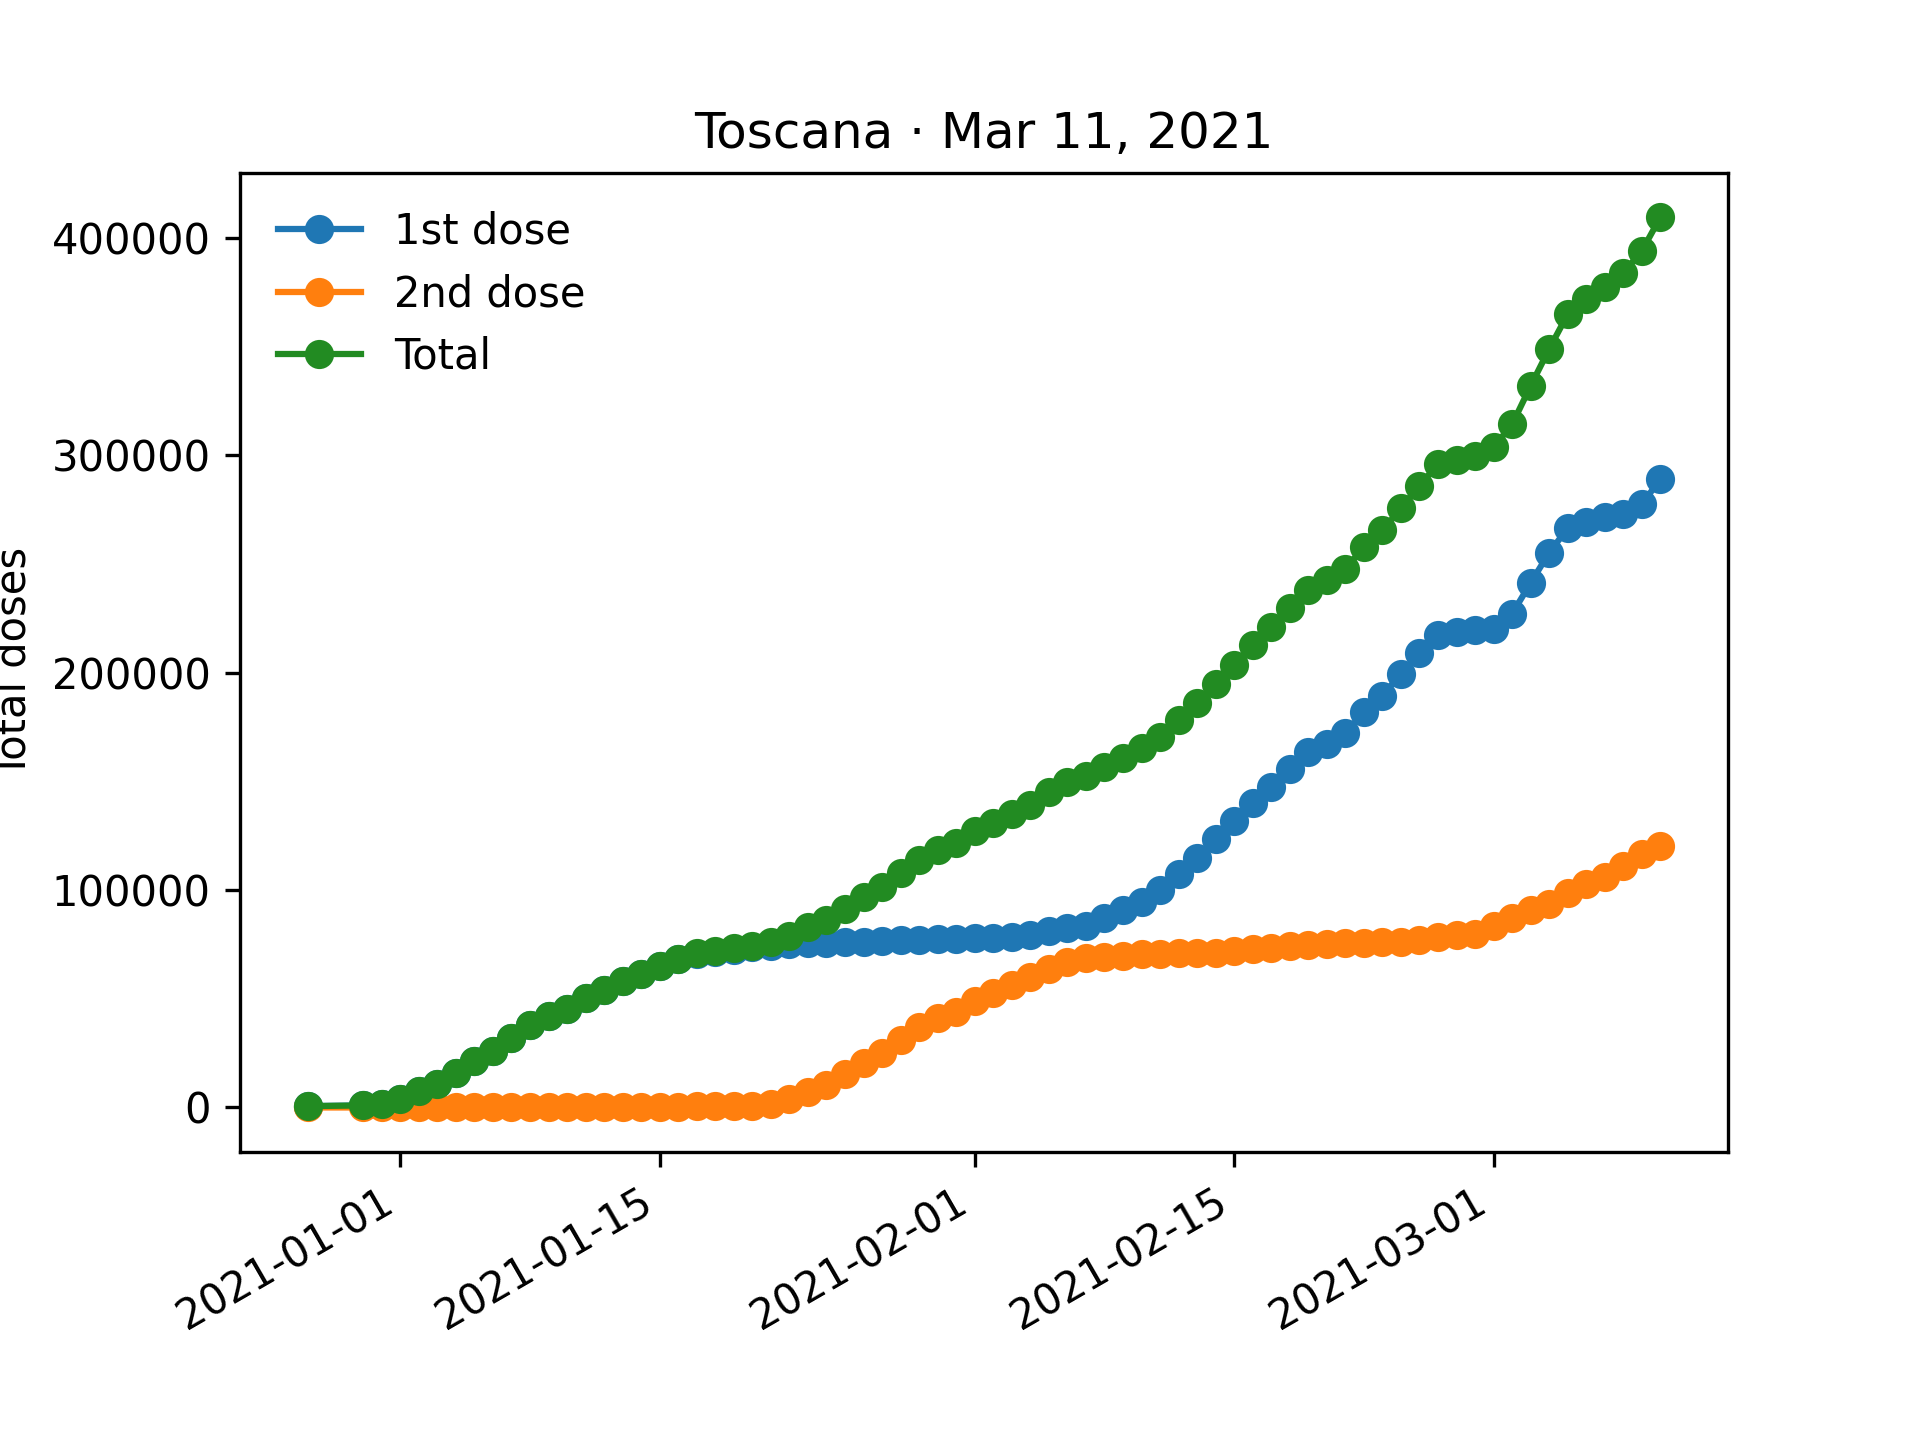 Toscana · Mar 11, 2021
1st dose
2nd dose
Total
400000
300000
200000
100000
0
Total doses
2021-01-01
2021-01-15
2021-02-01
2021-02-15
2021-03-01